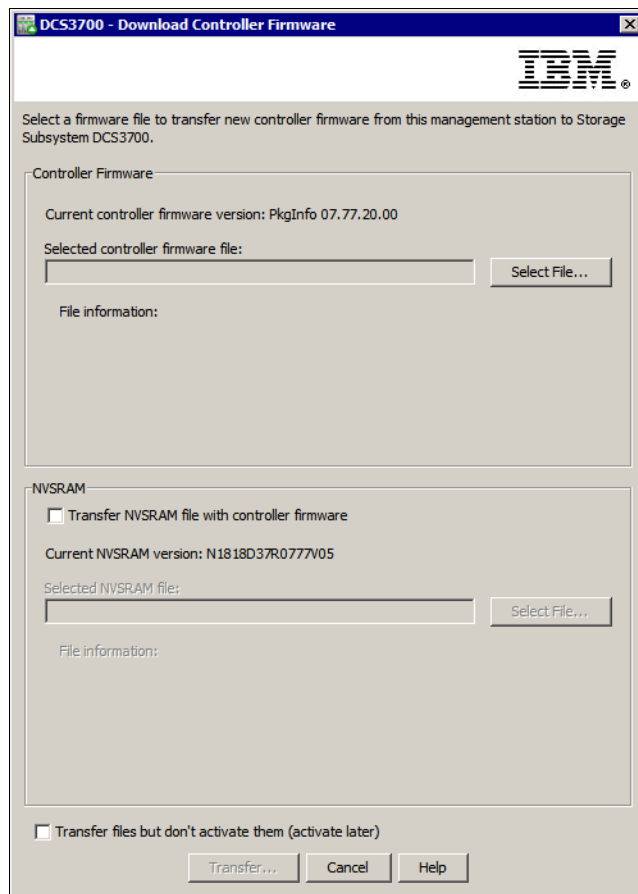 DCS3700 - Download Controller Firmware
IBM®
Select a firmware file to transfer new controller firmware from this management station to Storage
Subsystem DCS3700.
Controller Firmware
Current controller firmware version: PkgInfo 07.77.20.00
Selected controller firmware file:
Select File...
File information:
NVSRAM
Transfer NVSRAM file with controller firmware
Current NVSRAM version: N1818D37R0777V05
Selected NVSRAM file:
Select File...
File information:
Transfer files but don't activate them (activate later)
Transfer... Cancel Help